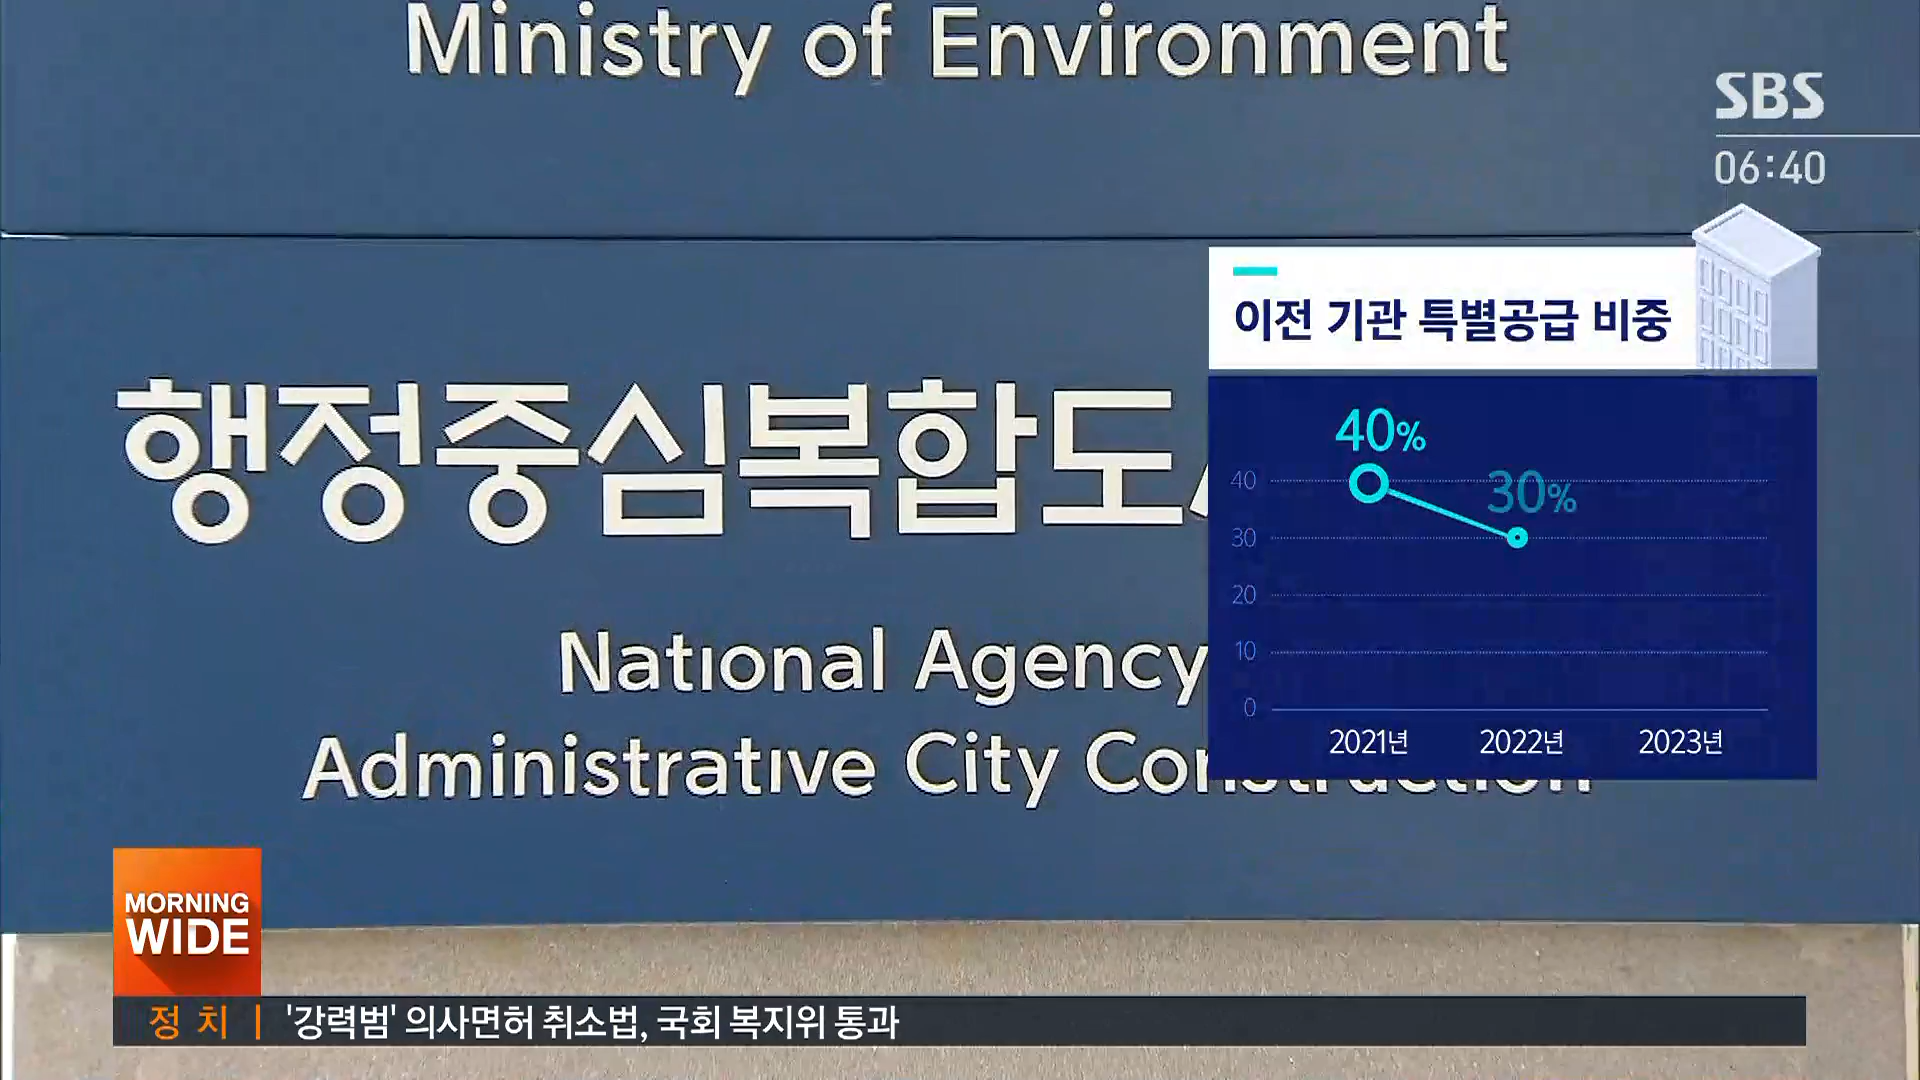 Ministry of Environment
SBS
06:40
이전 기관 특별공급 비중
행정중심복합도
40%
30%
40
30
20
10
0
2021년 2022년 2023년
National Agency
Administrative City Construction
MORNING
WIDE
정 치 | '강력범' 의사면허 취소법, 국회 복지위 통과